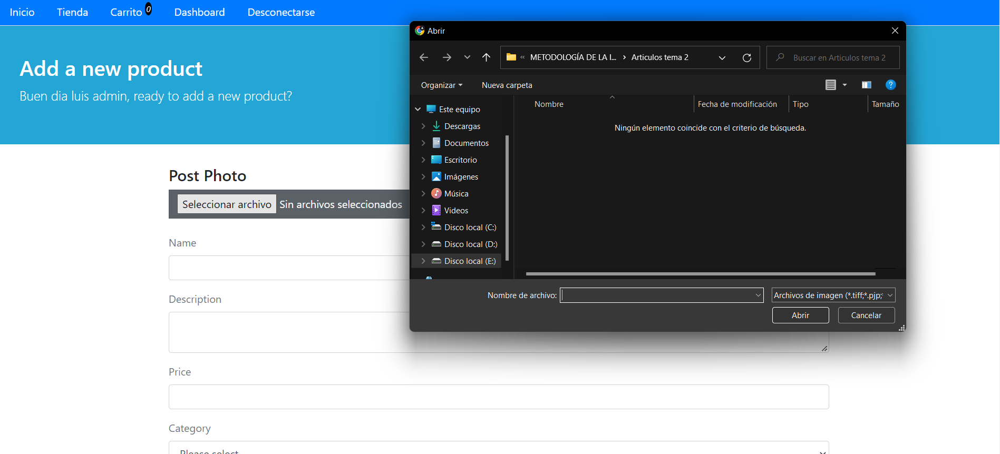 Inicio Tienda Carrito 0 Dashboard Desconectarse
Add a new product
Buen dia luis admin, ready to add a new product?
Post Photo
Seleccionar archivo Sin archivos seleccionados
Name
Description
Price
Category
Please select
Abrir
« METODOLOGÍA DE LA I... › Articulos tema 2
Buscar en Articulos tema 2
Organizar Nueva carpeta
?
Este equipo
Descargas
Documentos
Escritorio
Imágenes
Música
Videos
Disco local (C:)
Disco local (D:)
Disco local (E:)
Nombre Fecha de modificación Tipo Tamaño
Ningún elemento coincide con el criterio de búsqueda.
Nombre de archivo:
Archivos de imagen (*.tiff;*.pjp;*
Abrir Cancelar